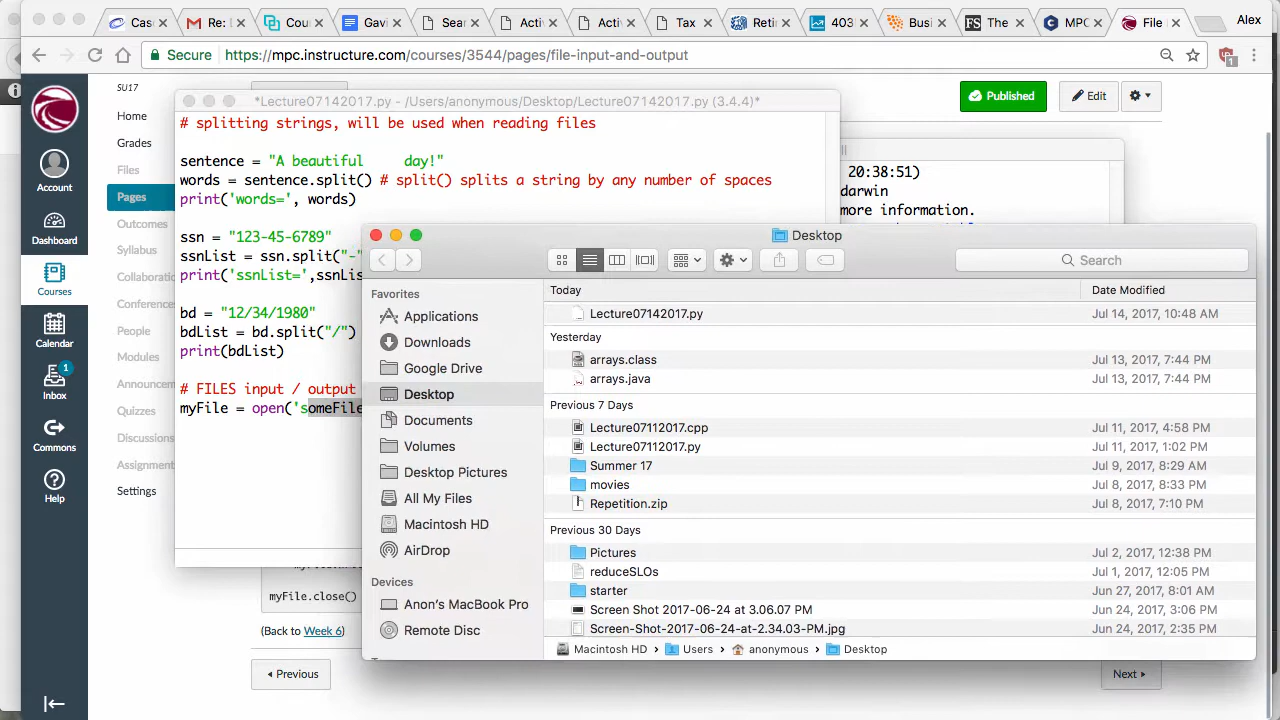 Case
Re: D
Cou
Gavi
Sear
Activ
Activ
Tax
Retir
403
Busi
FS The
MPC
File
Alex
Secure https://mpc.instructure.com/courses/3544/pages/file-input-and-output
1
SU17
Home
Grades
Files
Pages
Outcomes
Syllabus
Collaboratio
Conference
People
Modules
Announcem
Quizzes
Discussions
Assignment
Settings
Account
Dashboard
Courses
Calendar
1
Inbox
Commons
Help
Published
Edit
*Lecture07142017.py - /Users/anonymous/Desktop/Lecture07142017.py (3.4.4)*
# splitting strings, will be used when reading files
sentence = "A beautiful     day!"
words = sentence.split() # split() splits a string by any number of spaces
print('words=', words)
ssn = "123-45-6789"
ssnList = ssn.split("-"
print('ssnList=',ssnLis
bd = "12/34/1980"
bdList = bd.split("/")
print(bdList)
# FILES input / output
myFile = open('someFile
20:38:51)
darwin
more information.
Desktop
Search
Favorites
Applications
Downloads
Google Drive
Desktop
Documents
Volumes
Desktop Pictures
All My Files
Macintosh HD
AirDrop
Devices
Anon's MacBook Pro
Remote Disc
Today Date Modified
Lecture07142017.py Jul 14, 2017, 10:48 AM
Yesterday
arrays.class Jul 13, 2017, 7:44 PM
arrays.java Jul 13, 2017, 7:44 PM
Previous 7 Days
Lecture07112017.cpp Jul 11, 2017, 4:58 PM
Lecture07112017.py Jul 11, 2017, 1:02 PM
Summer 17 Jul 9, 2017, 8:29 AM
movies Jul 8, 2017, 8:33 PM
Repetition.zip Jul 8, 2017, 7:10 PM
Previous 30 Days
Pictures Jul 2, 2017, 12:38 PM
reduceSLOs Jul 1, 2017, 12:05 PM
starter Jun 27, 2017, 8:01 AM
Screen Shot 2017-06-24 at 3.06.07 PM Jun 24, 2017, 3:06 PM
Screen-Shot-2017-06-24-at-2.34.03-PM.jpg Jun 24, 2017, 2:35 PM
Macintosh HD › Users › anonymous › Desktop
myFile.close()
(Back to Week 6)
Previous
Next